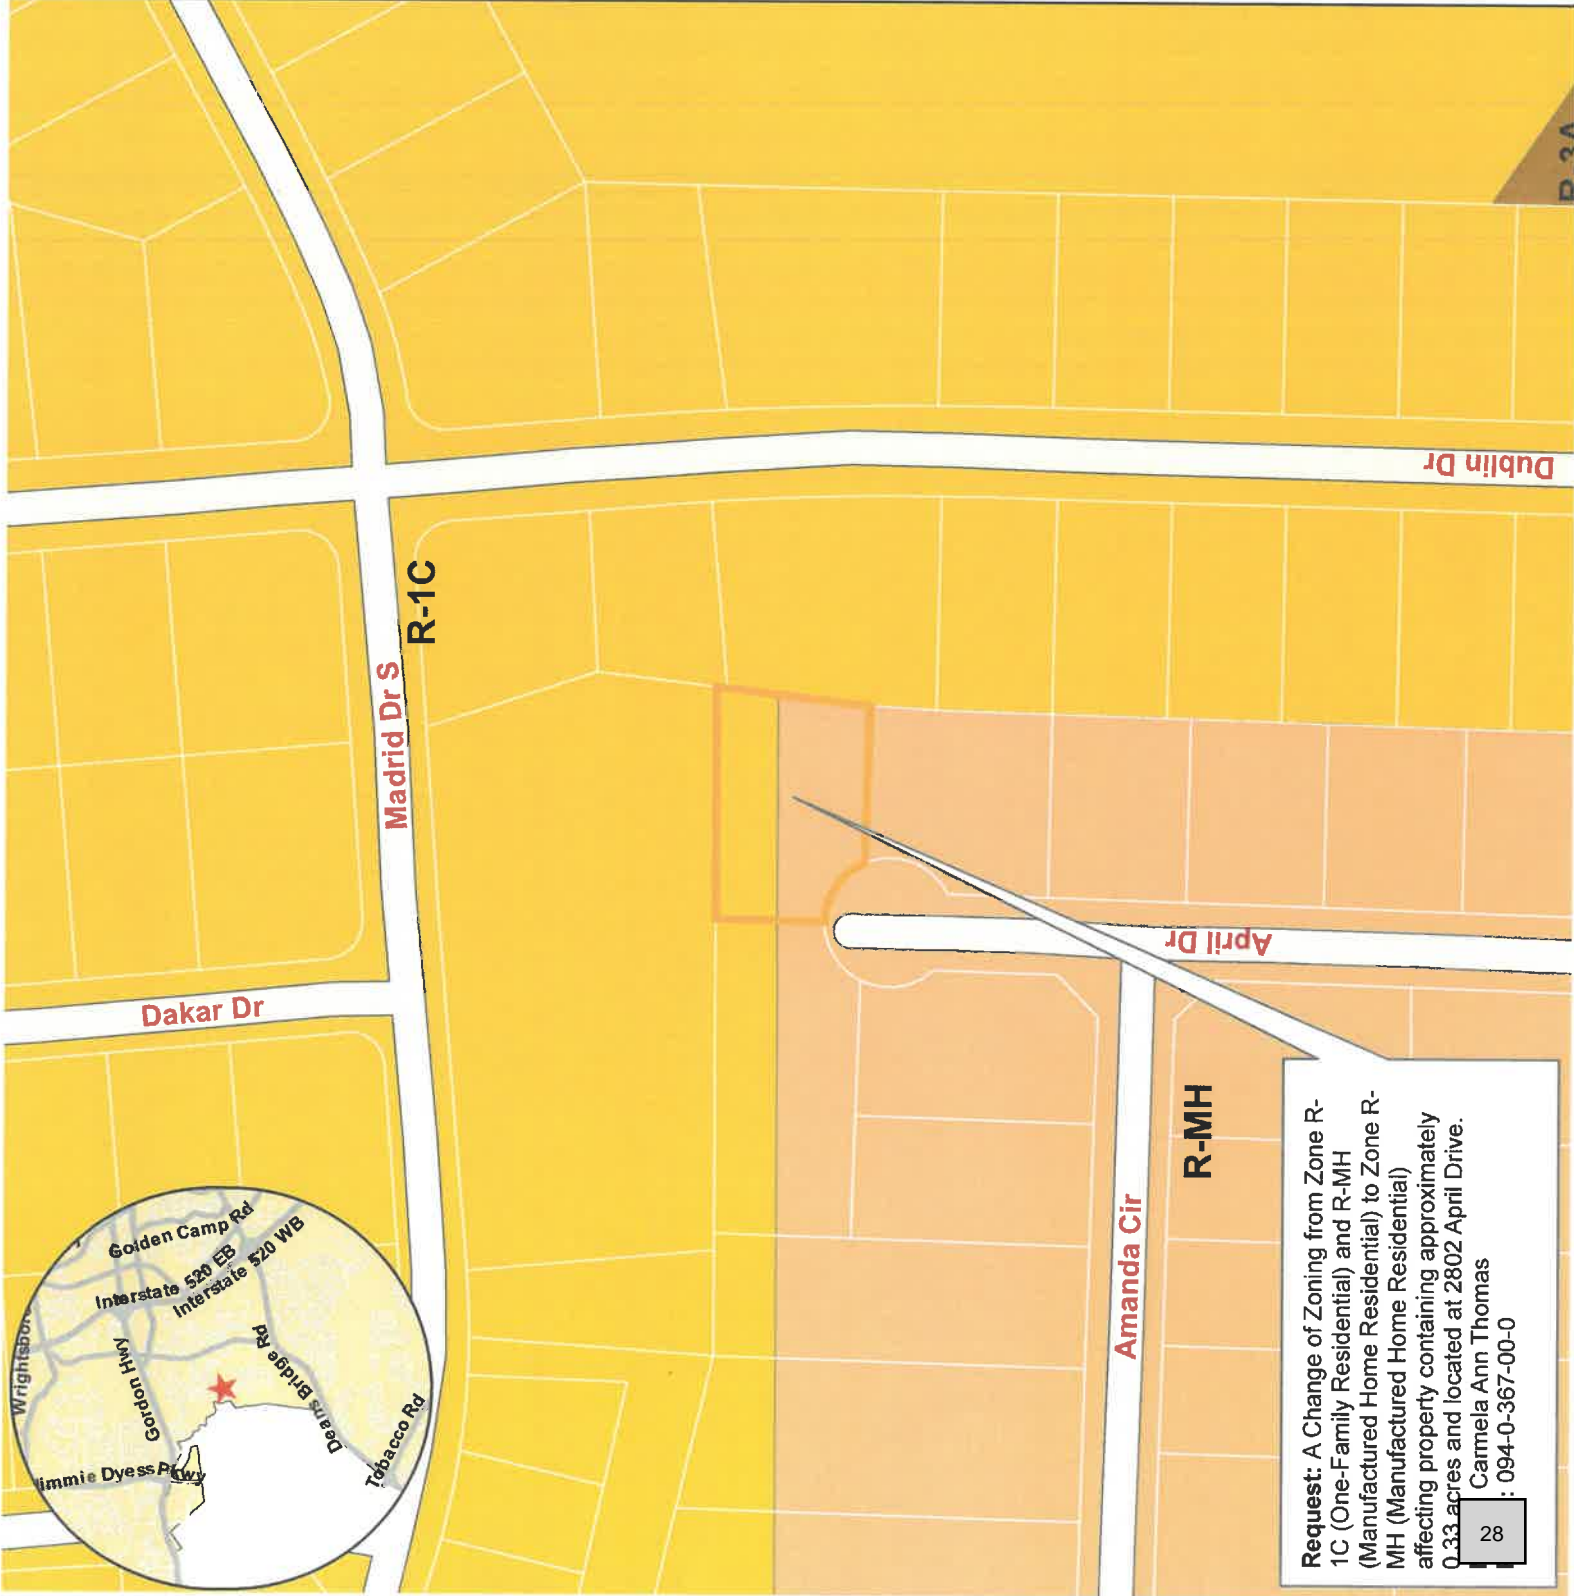 Wrightsboro
Golden Camp Rd
Interstate 520 EB
Interstate 520 WB
Gordon Hwy
Deans Bridge Rd
immie Dyess Pkwy
Tobacco Rd
Dakar Dr
Madrid Dr S
R-1C
Dublin Dr
April Dr
Amanda Cir
R-MH
Request: A Change of Zoning from Zone R-
1C (One-Family Residential) and R-MH
(Manufactured Home Residential) to Zone R-
MH (Manufactured Home Residential)
affecting property containing approximately
0.33 acres and located at 2802 April Drive.
Carmela Ann Thomas
: 094-0-367-00-0
28